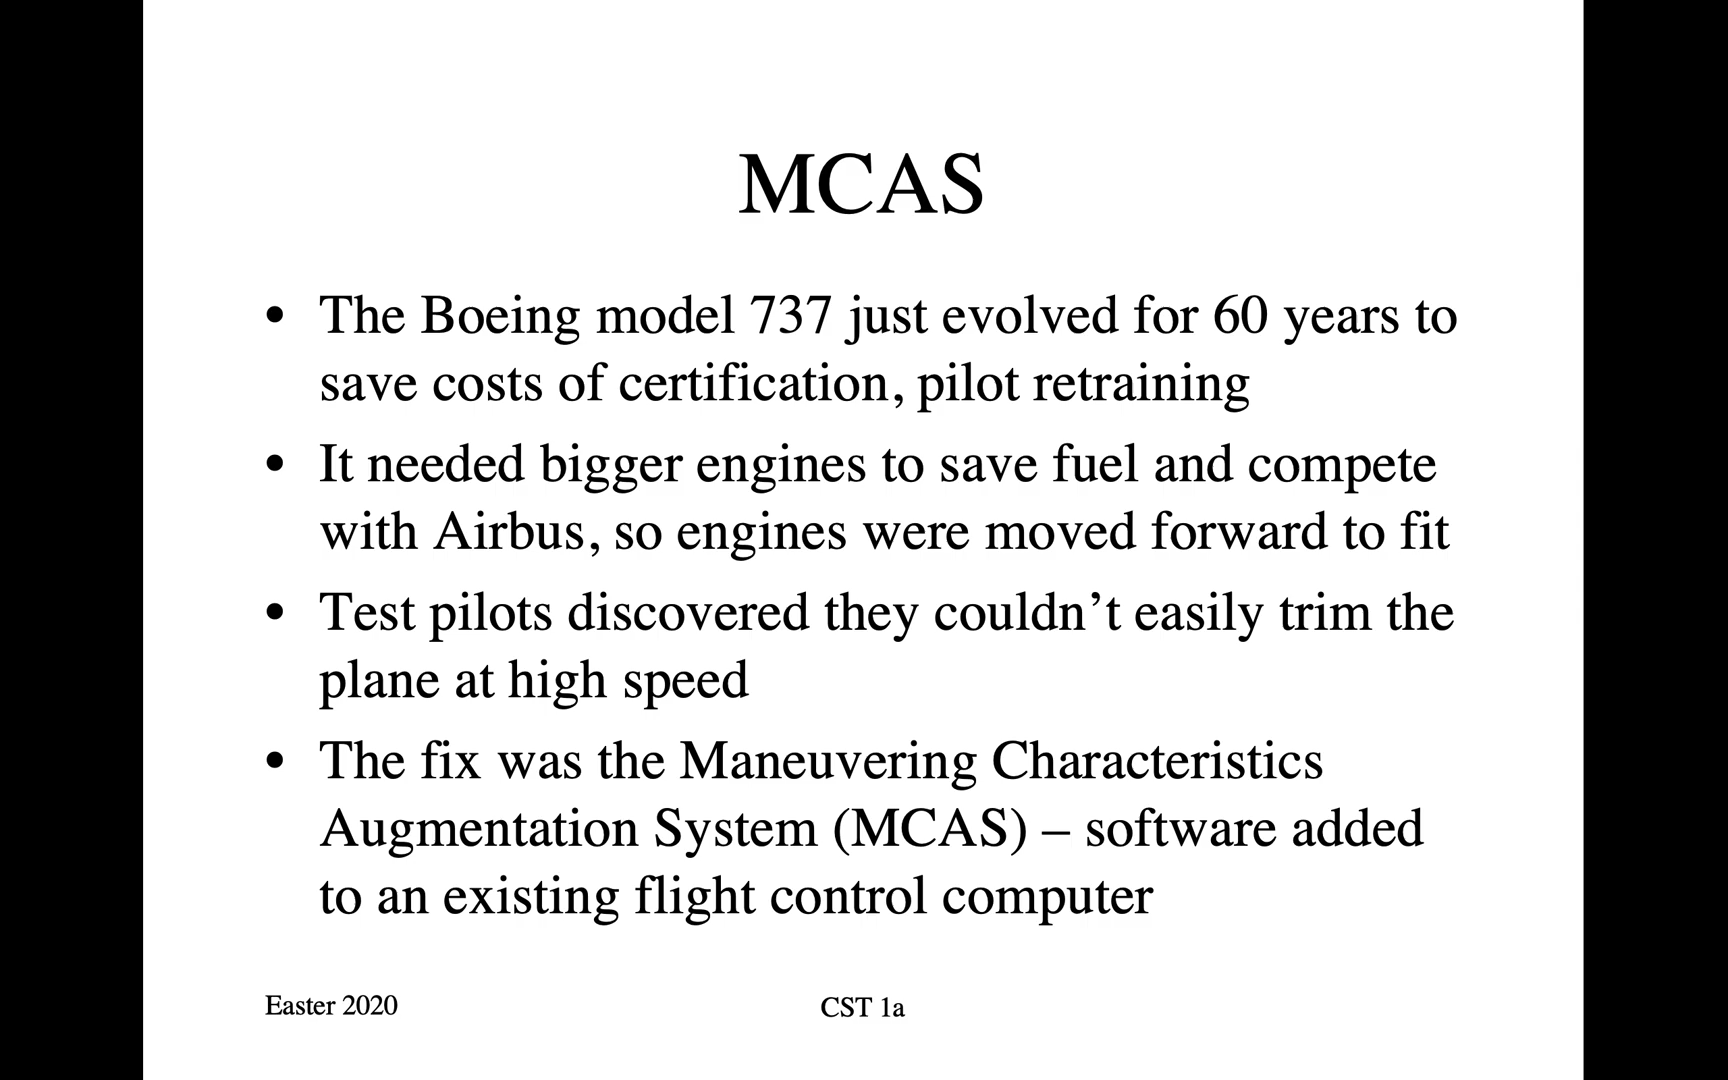 MCAS
• The Boeing model 737 just evolved for 60 years to
save costs of certification, pilot retraining
• It needed bigger engines to save fuel and compete
with Airbus, so engines were moved forward to fit
• Test pilots discovered they couldn’t easily trim the
plane at high speed
• The fix was the Maneuvering Characteristics
Augmentation System (MCAS) – software added
to an existing flight control computer
Easter 2020
CST 1a